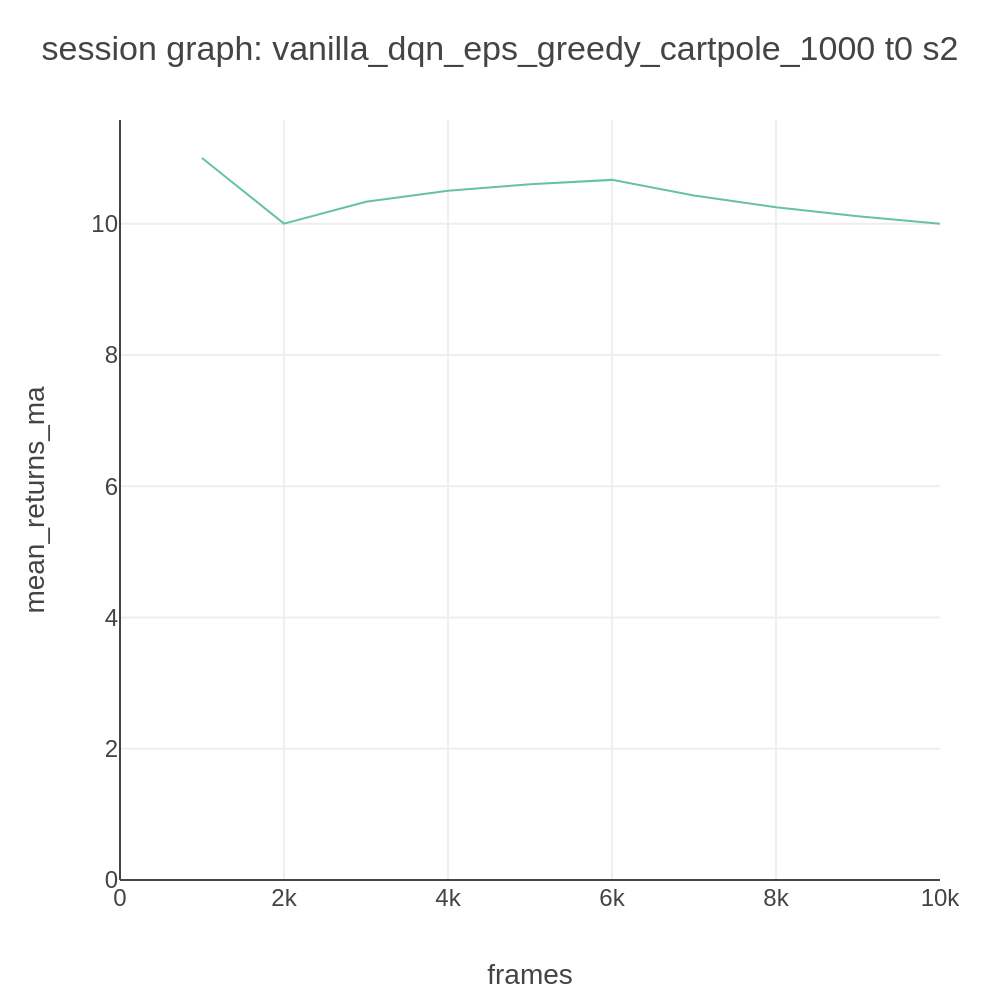 session graph: vanilla_dqn_eps_greedy_cartpole_1000 t0 s2
mean_returns_ma
10
8
6
4
2
0
0 2k 4k 6k 8k 10k
frames